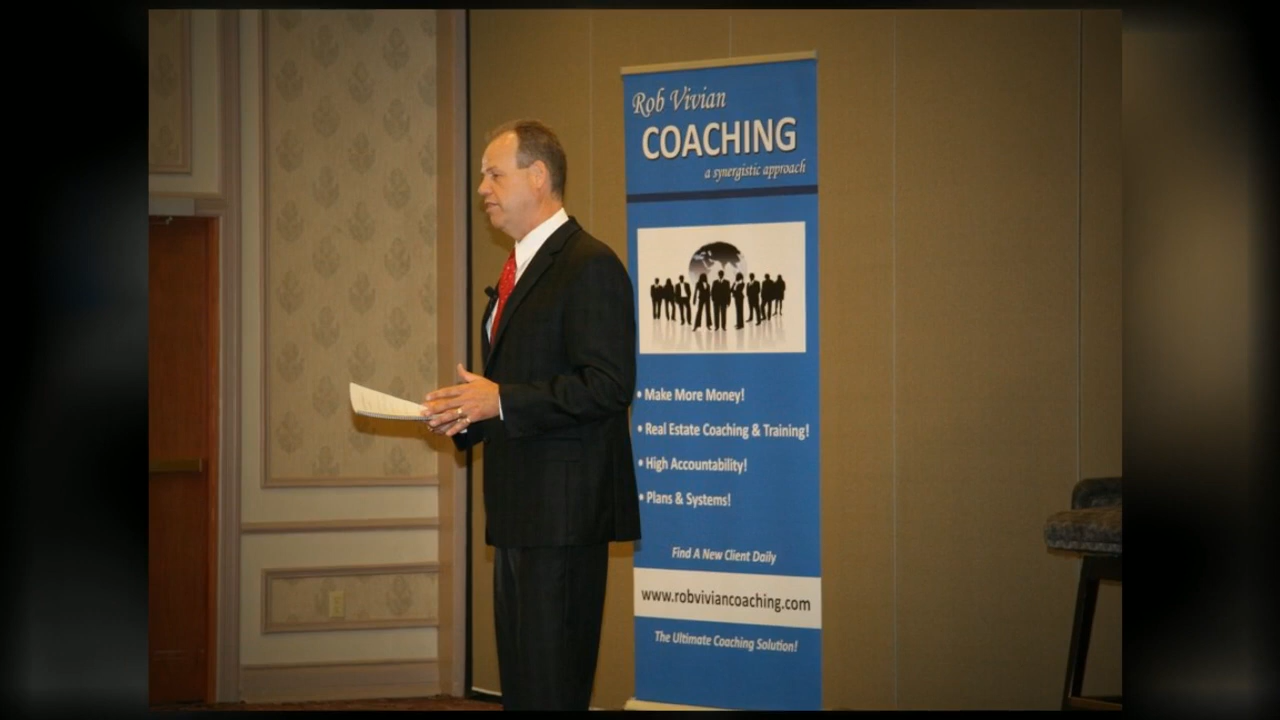 Rob Vivian
COACHING
a synergistic approach
• Make More Money!
• Real Estate Coaching & Training!
• High Accountability!
• Plans & Systems!
Find A New Client Daily
www.robviviancoaching.com
The Ultimate Coaching Solution!